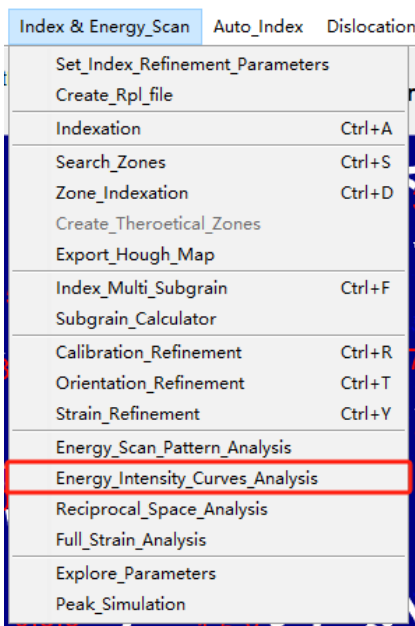 Index & Energy_Scan Auto_Index Dislocation
Set_Index_Refinement_Parameters
Create_Rpl_file
Indexation Ctrl+A
Search_Zones Ctrl+S
Zone_Indexation Ctrl+D
Create_Theroetical_Zones
Export_Hough_Map
Index_Multi_Subgrain Ctrl+F
Subgrain_Calculator
Calibration_Refinement Ctrl+R
Orientation_Refinement Ctrl+T
Strain_Refinement Ctrl+Y
Energy_Scan_Pattern_Analysis
Energy_Intensity_Curves_Analysis
Reciprocal_Space_Analysis
Full_Strain_Analysis
Explore_Parameters
Peak_Simulation